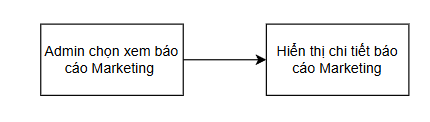 Admin chọn xem báo
cáo Marketing
Hiển thị chi tiết báo
cáo Marketing